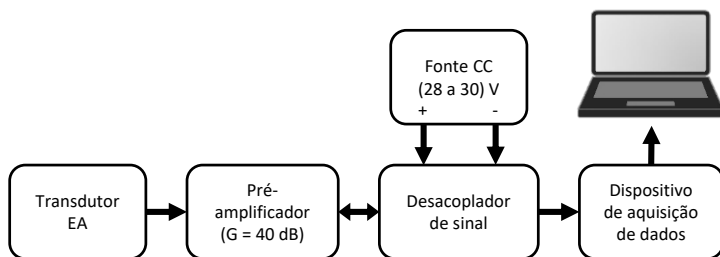 Fonte CC
(28 a 30) V
+ -
Transdutor
EA
Pré-
amplificador
(G = 40 dB)
Desacoplador
de sinal
Dispositivo
de aquisição
de dados